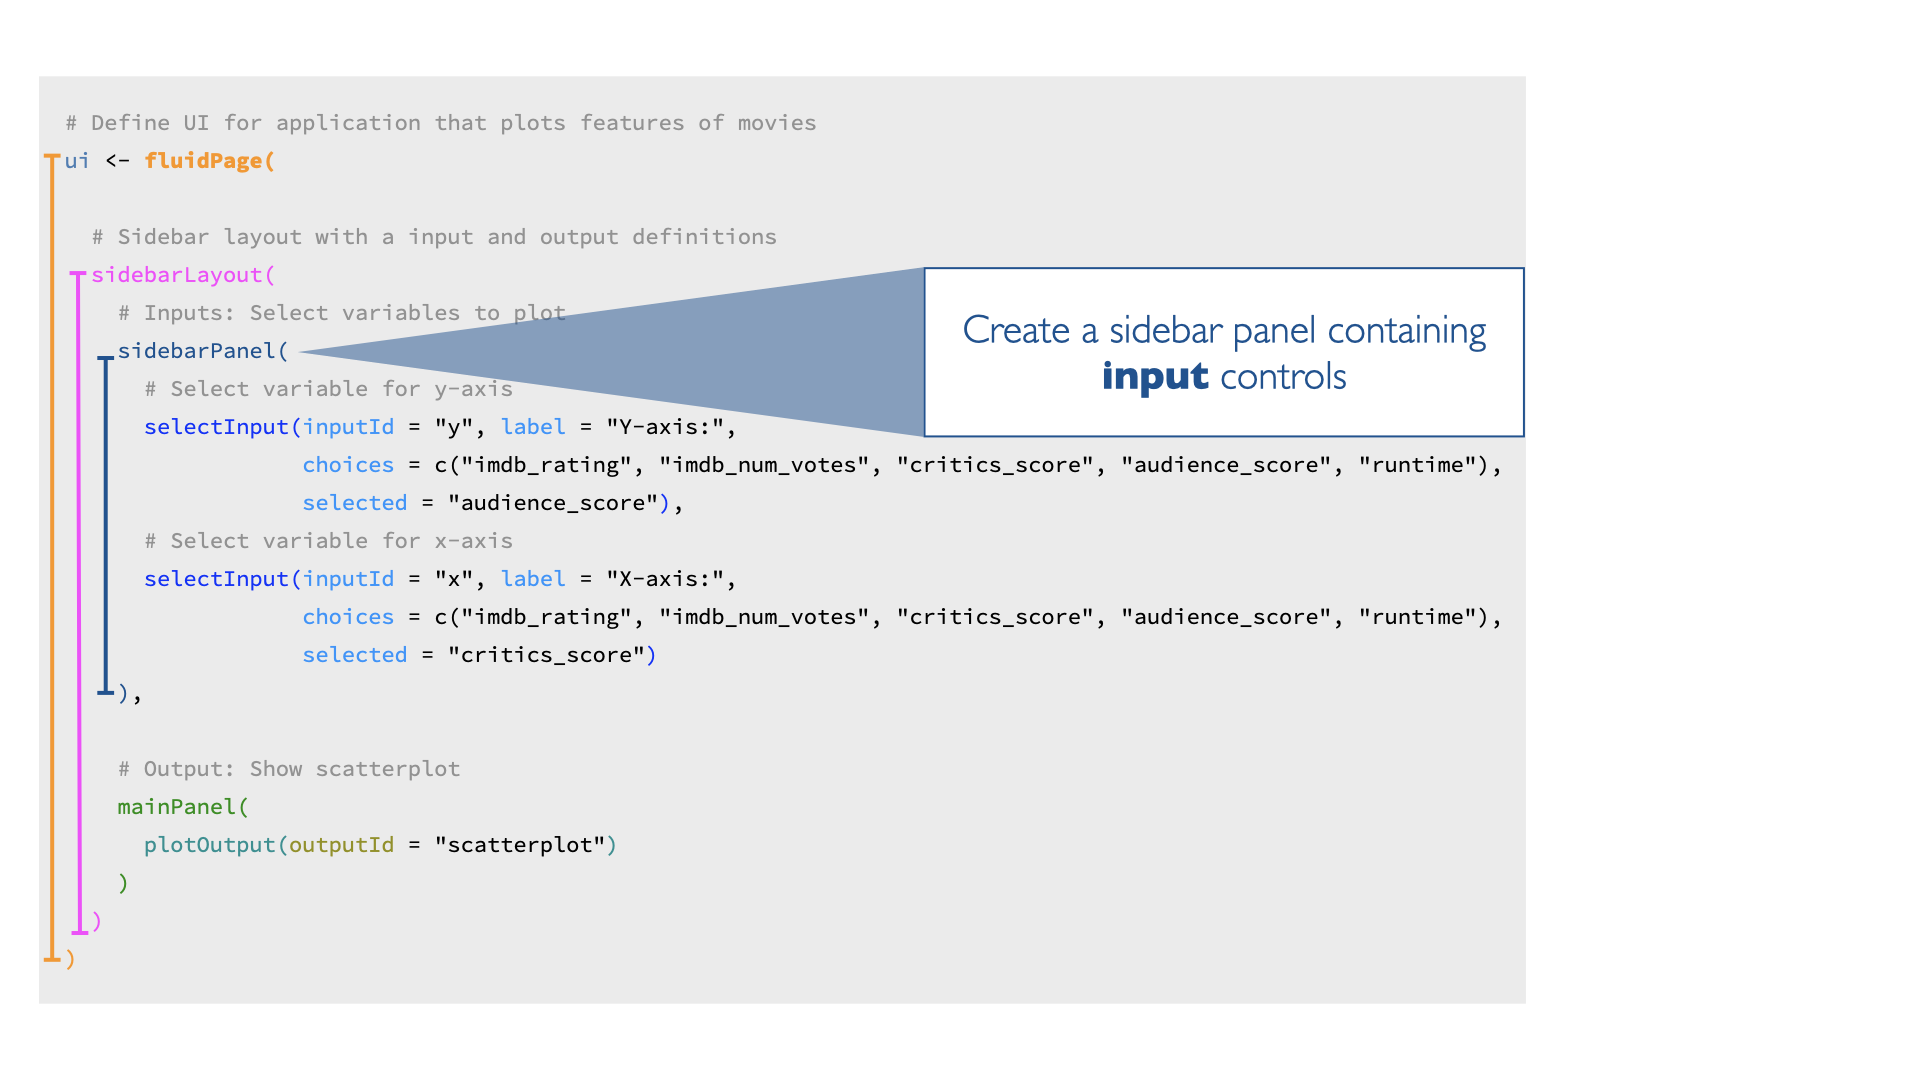 # Define UI for application that plots features of movies
ui <- fluidPage(
# Sidebar layout with a input and output definitions
sidebarLayout(
# Inputs: Select variables to plot
sidebarPanel(
Create a sidebar panel containing
input controls
# Select variable for y-axis
selectInput(inputId = "y", label = "Y-axis:",
choices = c("imdb_rating", "imdb_num_votes", "critics_score", "audience_score", "runtime"),
selected = "audience_score"),
# Select variable for x-axis
selectInput(inputId = "x", label = "X-axis:",
choices = c("imdb_rating", "imdb_num_votes", "critics_score", "audience_score", "runtime"),
selected = "critics_score")
),
# Output: Show scatterplot
mainPanel(
plotOutput(outputId = "scatterplot")
)
)
)